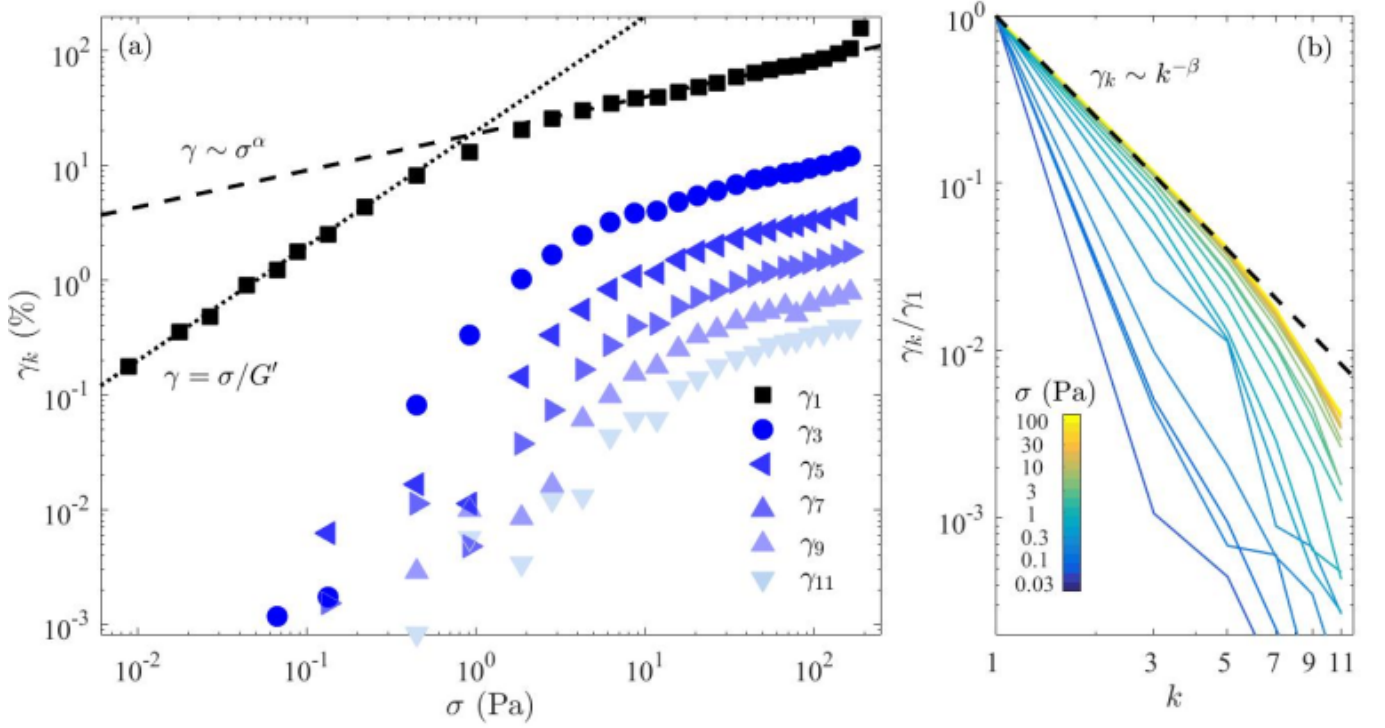 (a)
γ ∼ σ^α
γ = σ/G′
γ_k (%)
10^2
10^1
10^0
10^-1
10^-2
10^-3
10^-2 10^-1 10^0 10^1 10^2
σ (Pa)
γ_1
γ_3
γ_5
γ_7
γ_9
γ_11
(b)
γ_k ∼ k^-β
γ_k/γ_1
10^0
10^-1
10^-2
10^-3
σ (Pa)
100
30
10
3
1
0.3
0.1
0.03
1 3 5 7 9 11
k